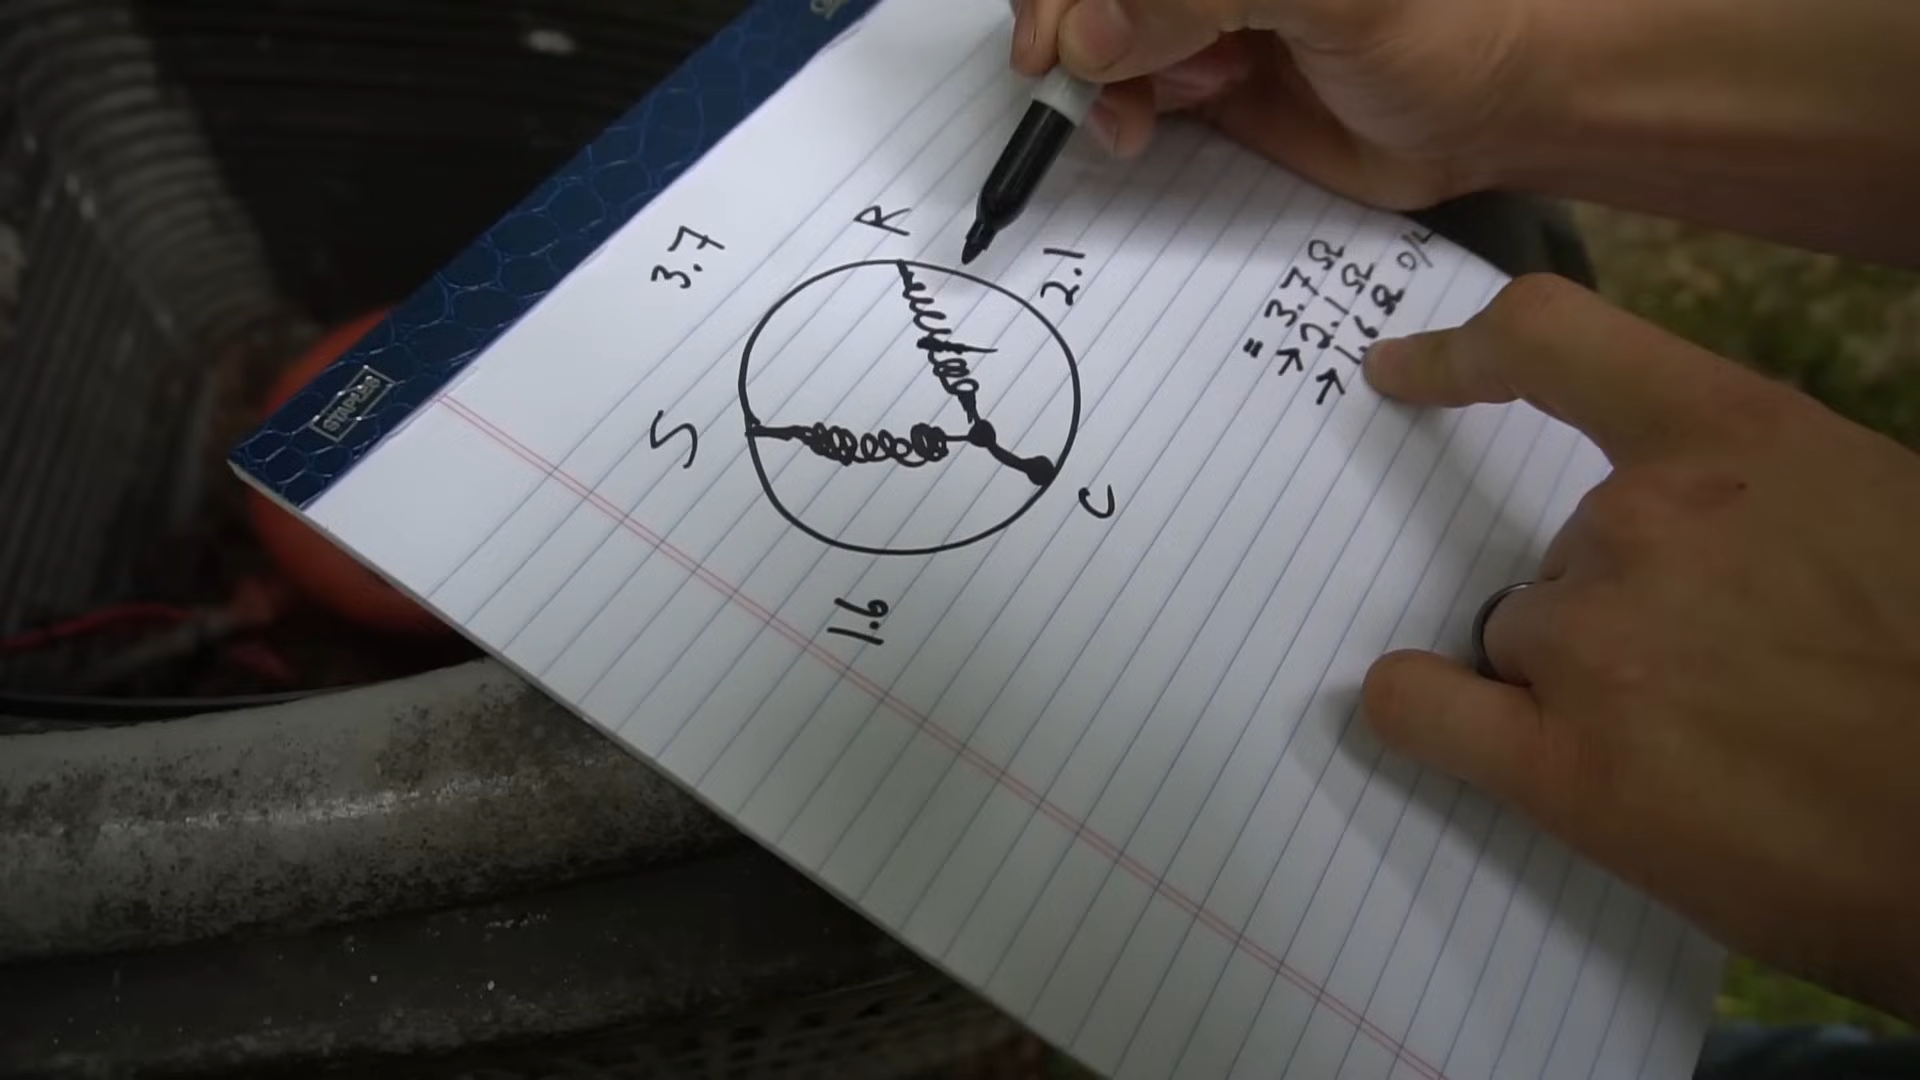 STAPLES
3.7
R
2.1
S
C
1.6
= 3.7 Ω
→ 2.1 Ω
→ 1.6 Ω O/L